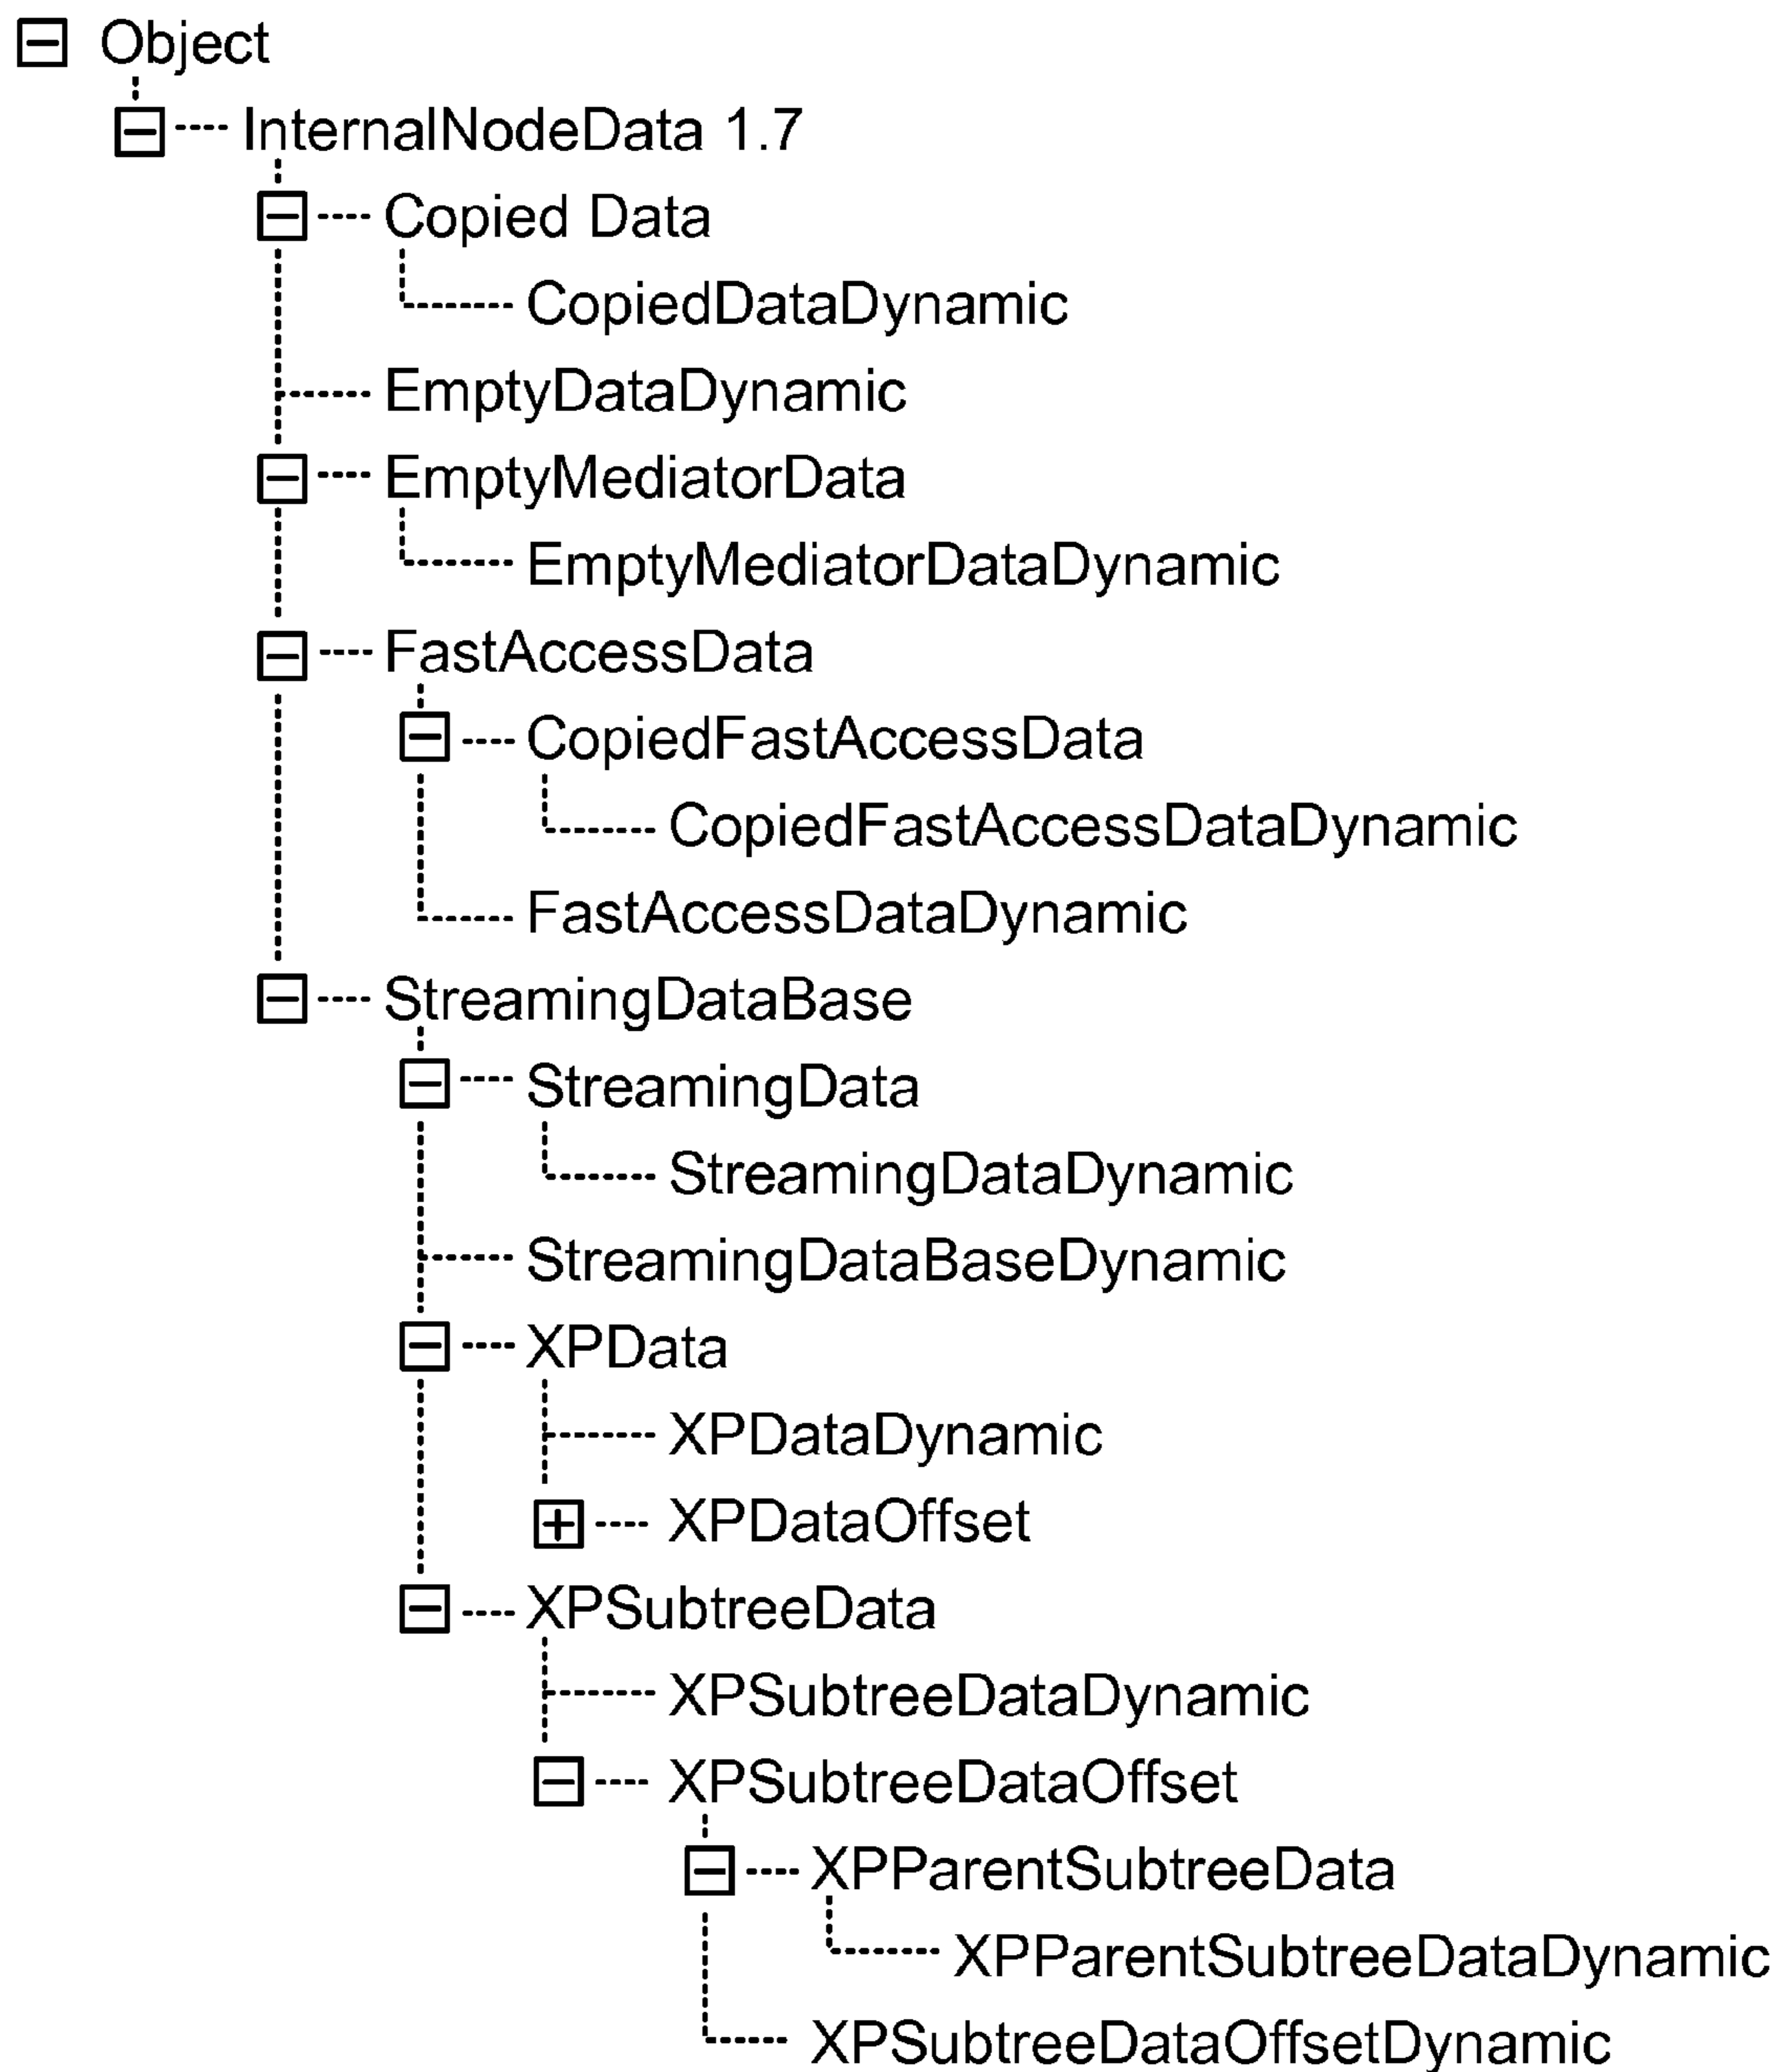 Object
InternalNodeData 1.7
Copied Data
CopiedDataDynamic
EmptyDataDynamic
EmptyMediatorData
EmptyMediatorDataDynamic
FastAccessData
CopiedFastAccessData
CopiedFastAccessDataDynamic
FastAccessDataDynamic
StreamingDataBase
StreamingData
StreamingDataDynamic
StreamingDataBaseDynamic
XPData
XPDataDynamic
XPDataOffset
XPSubtreeData
XPSubtreeDataDynamic
XPSubtreeDataOffset
XPParentSubtreeData
XPParentSubtreeDataDynamic
XPSubtreeDataOffsetDynamic